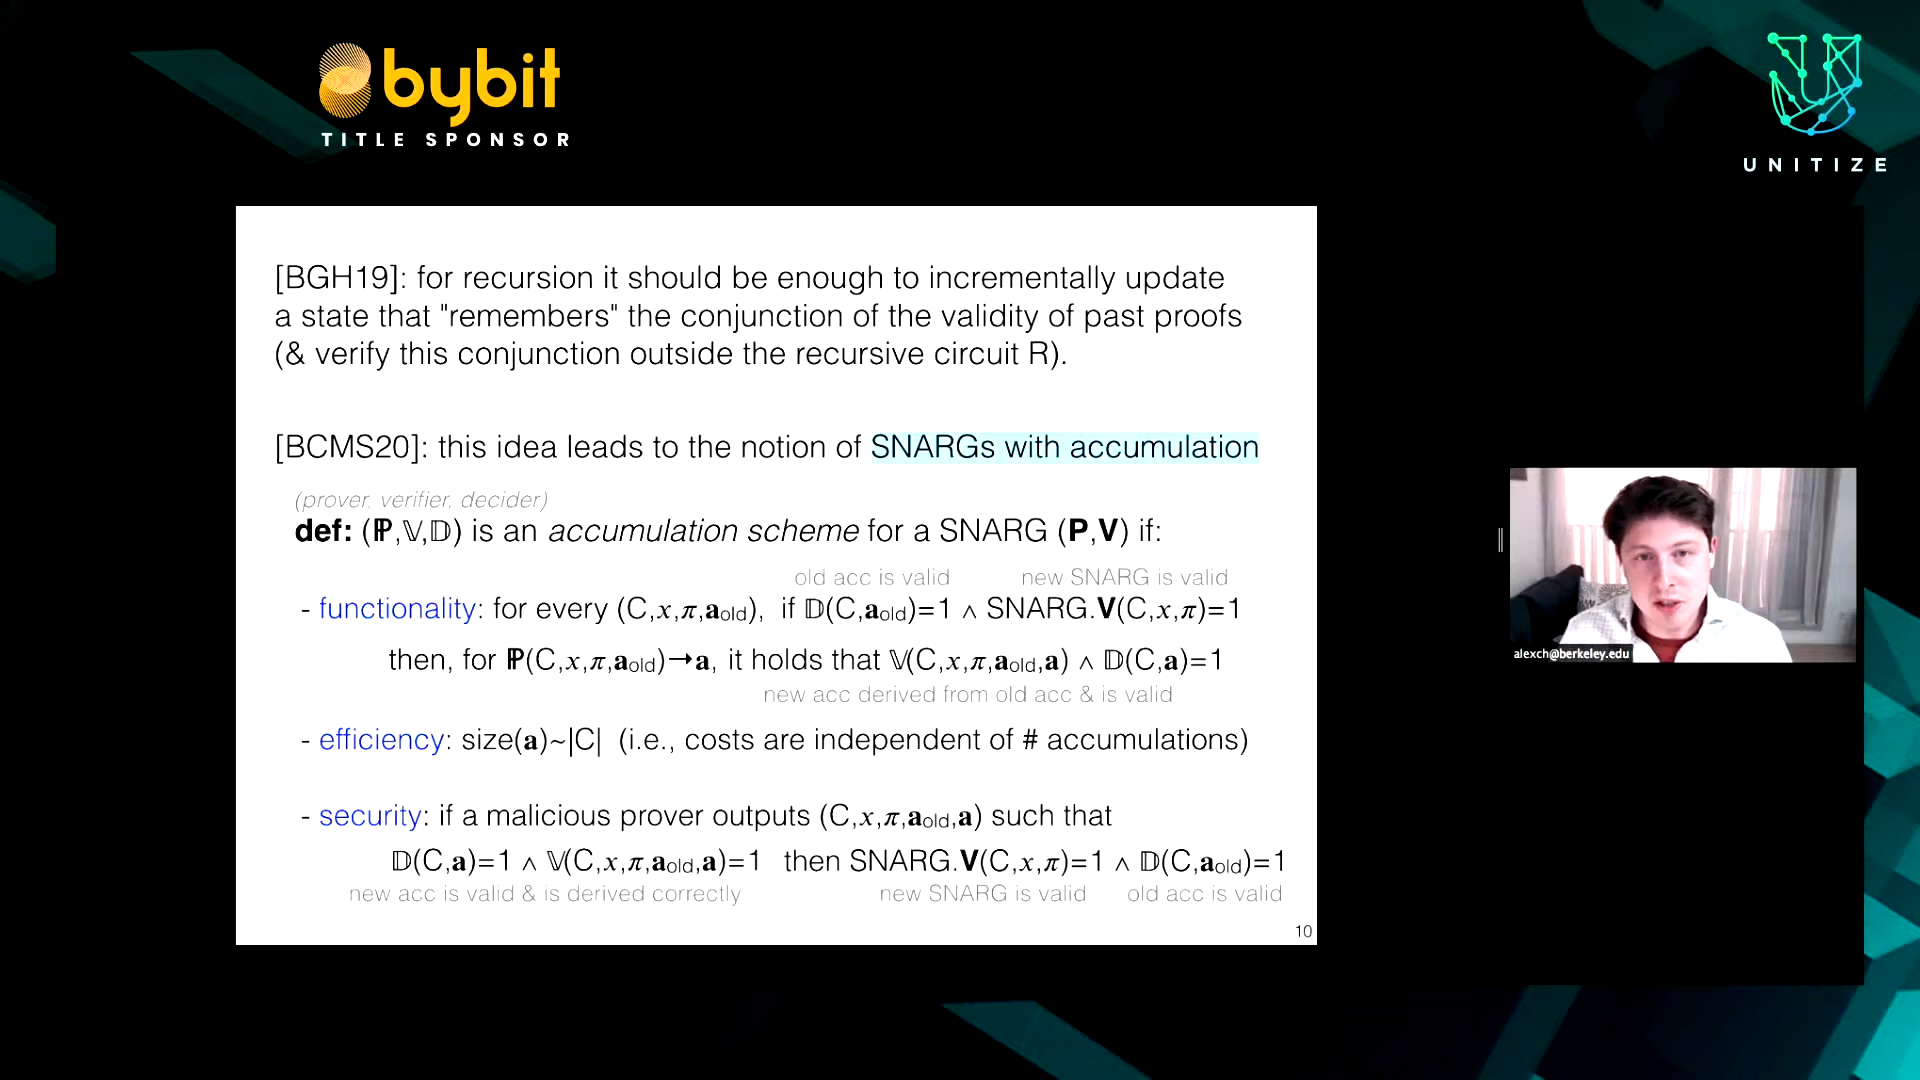 bybit
TITLE SPONSOR
UNITIZE
[BGH19]: for recursion it should be enough to incrementally update
a state that "remembers" the conjunction of the validity of past proofs
(& verify this conjunction outside the recursive circuit R).
[BCMS20]: this idea leads to the notion of SNARGs with accumulation
(prover, verifier, decider)
def: (ℙ,𝕍,𝔻) is an accumulation scheme for a SNARG (P,V) if:
old acc is valid new SNARG is valid
- functionality: for every (C,x,π,aold), if 𝔻(C,aold)=1 ∧ SNARG.V(C,x,π)=1
then, for ℙ(C,x,π,aold)→a, it holds that 𝕍(C,x,π,aold,a) ∧ 𝔻(C,a)=1
new acc derived from old acc & is valid
- efficiency: size(a)~|C| (i.e., costs are independent of # accumulations)
- security: if a malicious prover outputs (C,x,π,aold,a) such that
𝔻(C,a)=1 ∧ 𝕍(C,x,π,aold,a)=1 then SNARG.V(C,x,π)=1 ∧ 𝔻(C,aold)=1
new acc is valid & is derived correctly new SNARG is valid old acc is valid
10
alexch@berkeley.edu